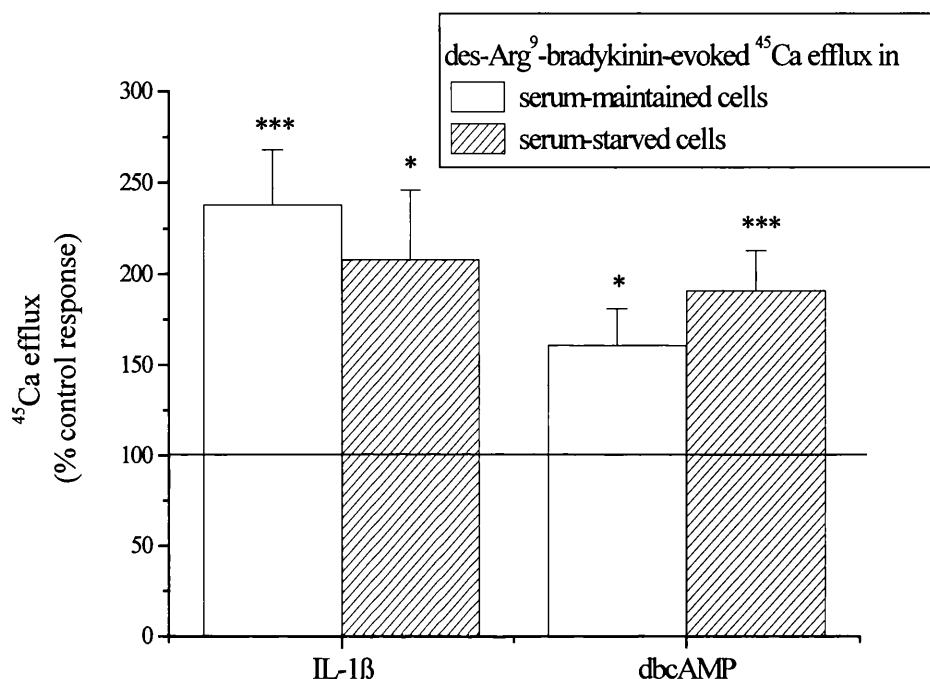 des-Arg⁹-bradykinin-evoked ⁴⁵Ca efflux in
serum-maintained cells
serum-starved cells
300
250
200
150
100
50
0
***
*
*
***
⁴⁵Ca efflux
(% control response)
IL-1ß
dbcAMP